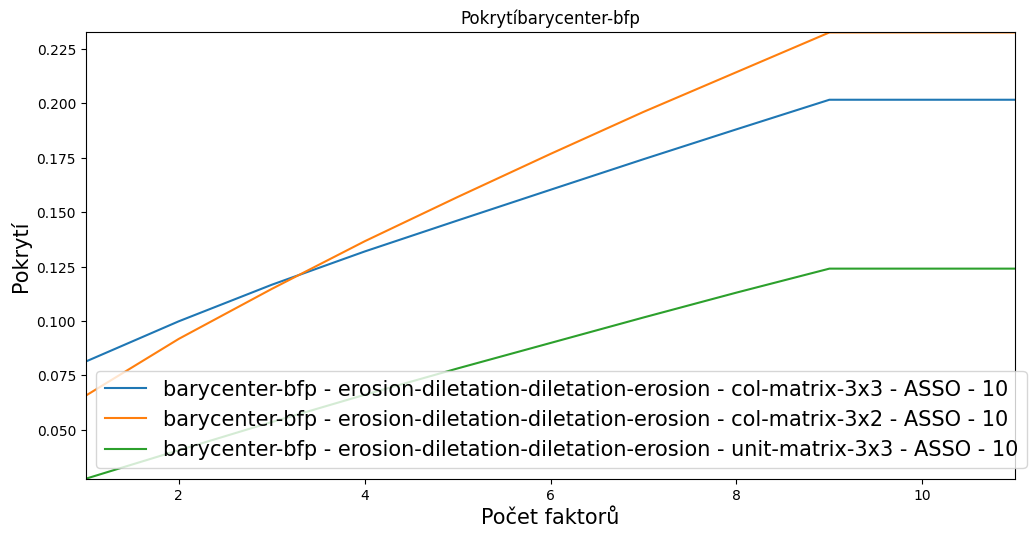 Pokrytíbarycenter-bfp
Pokrytí
0.225
0.200
0.175
0.150
0.125
0.100
0.075
0.050
barycenter-bfp - erosion-diletation-diletation-erosion - col-matrix-3x3 - ASSO - 10
barycenter-bfp - erosion-diletation-diletation-erosion - col-matrix-3x2 - ASSO - 10
barycenter-bfp - erosion-diletation-diletation-erosion - unit-matrix-3x3 - ASSO - 10
2 4 6 8 10
Počet faktorů